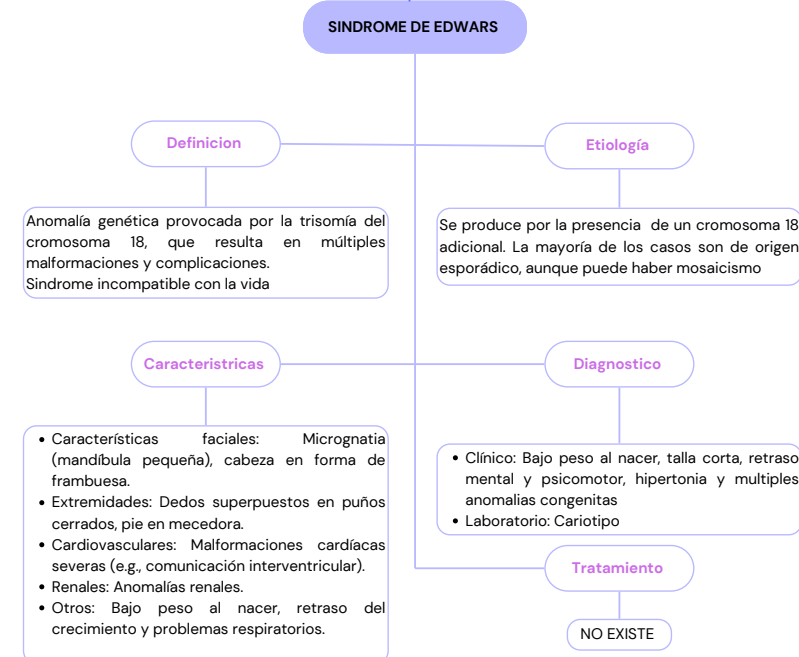 SINDROME DE EDWARS
Definicion
Etiología
Anomalía genética provocada por la trisomía del
cromosoma 18, que resulta en múltiples
malformaciones y complicaciones.
Sindrome incompatible con la vida
Se produce por la presencia de un cromosoma 18
adicional. La mayoría de los casos son de origen
esporádico, aunque puede haber mosaicismo
Caracteristricas
Diagnostico
• Características faciales: Micrognatia
(mandíbula pequeña), cabeza en forma de
frambuesa.
• Extremidades: Dedos superpuestos en puños
cerrados, pie en mecedora.
• Cardiovasculares: Malformaciones cardíacas
severas (e.g., comunicación interventricular).
• Renales: Anomalías renales.
• Otros: Bajo peso al nacer, retraso del
crecimiento y problemas respiratorios.
• Clínico: Bajo peso al nacer, talla corta, retraso
mental y psicomotor, hipertonia y multiples
anomalias congenitas
• Laboratorio: Cariotipo
Tratamiento
NO EXISTE